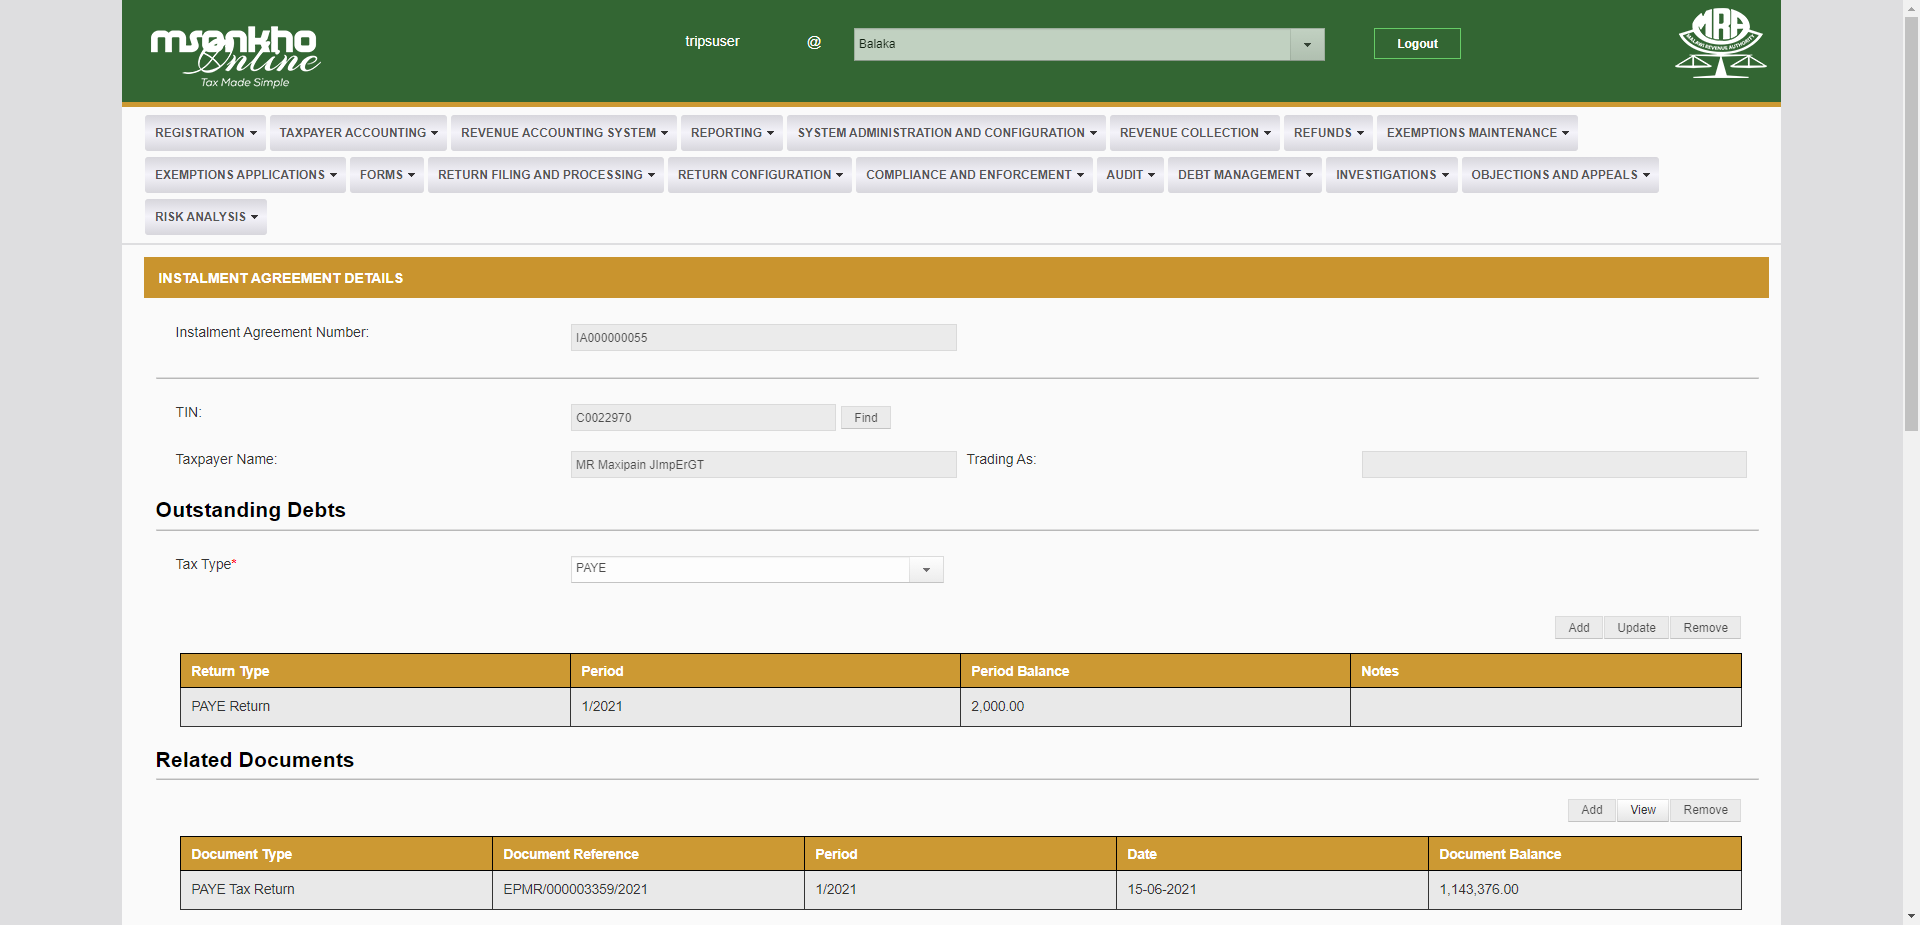 msonkho
Online
Tax Made Simple
tripsuser @ Balaka Logout
MRA
MALAWI REVENUE AUTHORITY
REGISTRATION TAXPAYER ACCOUNTING REVENUE ACCOUNTING SYSTEM REPORTING SYSTEM ADMINISTRATION AND CONFIGURATION REVENUE COLLECTION REFUNDS EXEMPTIONS MAINTENANCE
EXEMPTIONS APPLICATIONS FORMS RETURN FILING AND PROCESSING RETURN CONFIGURATION COMPLIANCE AND ENFORCEMENT AUDIT DEBT MANAGEMENT INVESTIGATIONS OBJECTIONS AND APPEALS
RISK ANALYSIS
INSTALMENT AGREEMENT DETAILS
Instalment Agreement Number: IA000000055
TIN: C0022970 Find
Taxpayer Name: MR Maxipain JImpErGT Trading As:
Outstanding Debts
Tax Type* PAYE
Add Update Remove
Return Type Period Period Balance Notes
PAYE Return 1/2021 2,000.00
Related Documents
Add View Remove
Document Type Document Reference Period Date Document Balance
PAYE Tax Return EPMR/000003359/2021 1/2021 15-06-2021 1,143,376.00